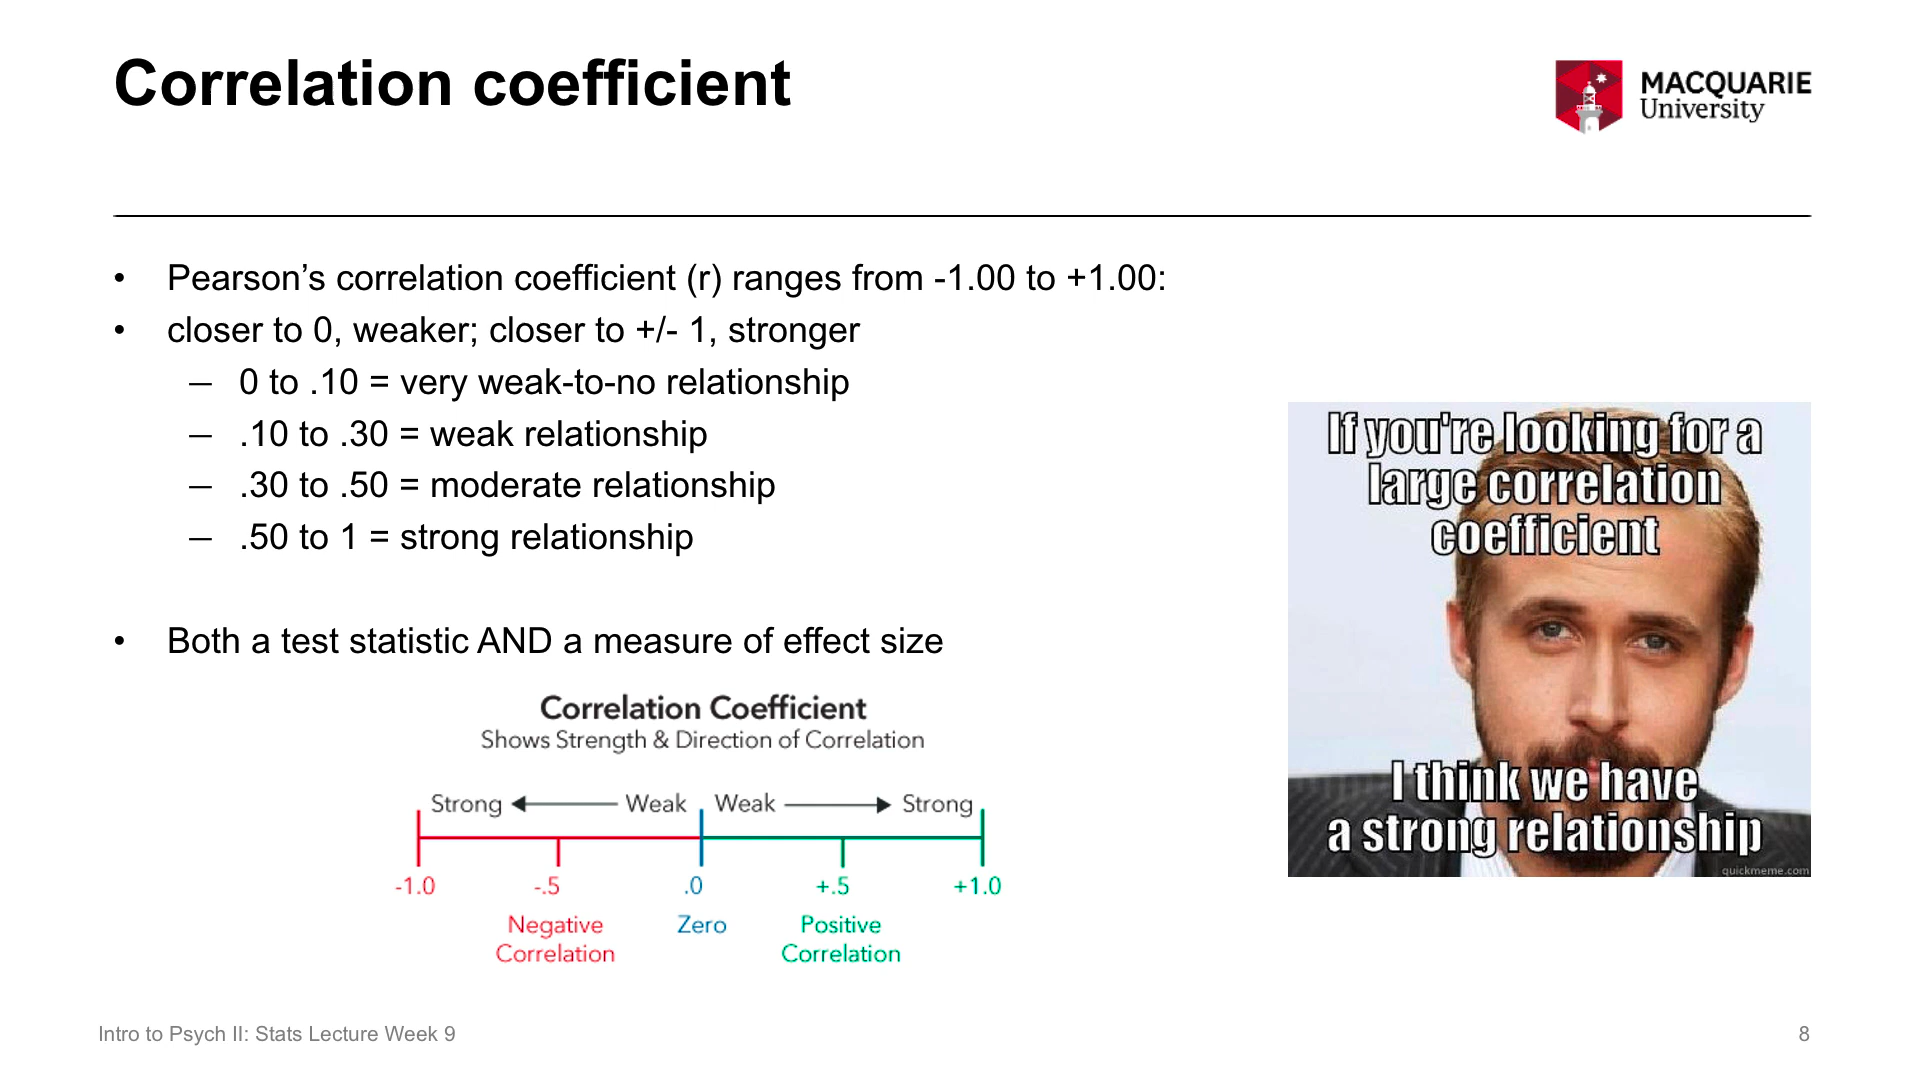 Correlation coefficient
MACQUARIE
University
• Pearson’s correlation coefficient (r) ranges from -1.00 to +1.00:
• closer to 0, weaker; closer to +/- 1, stronger
– 0 to .10 = very weak-to-no relationship
– .10 to .30 = weak relationship
– .30 to .50 = moderate relationship
– .50 to 1 = strong relationship
• Both a test statistic AND a measure of effect size
Correlation Coefficient
Shows Strength & Direction of Correlation
Strong Weak Weak Strong
-1.0 -.5 .0 +.5 +1.0
Negative Zero Positive
Correlation Correlation
If you're looking for a
large correlation
coefficient
I think we have
a strong relationship
quickmeme.com
Intro to Psych II: Stats Lecture Week 9
8